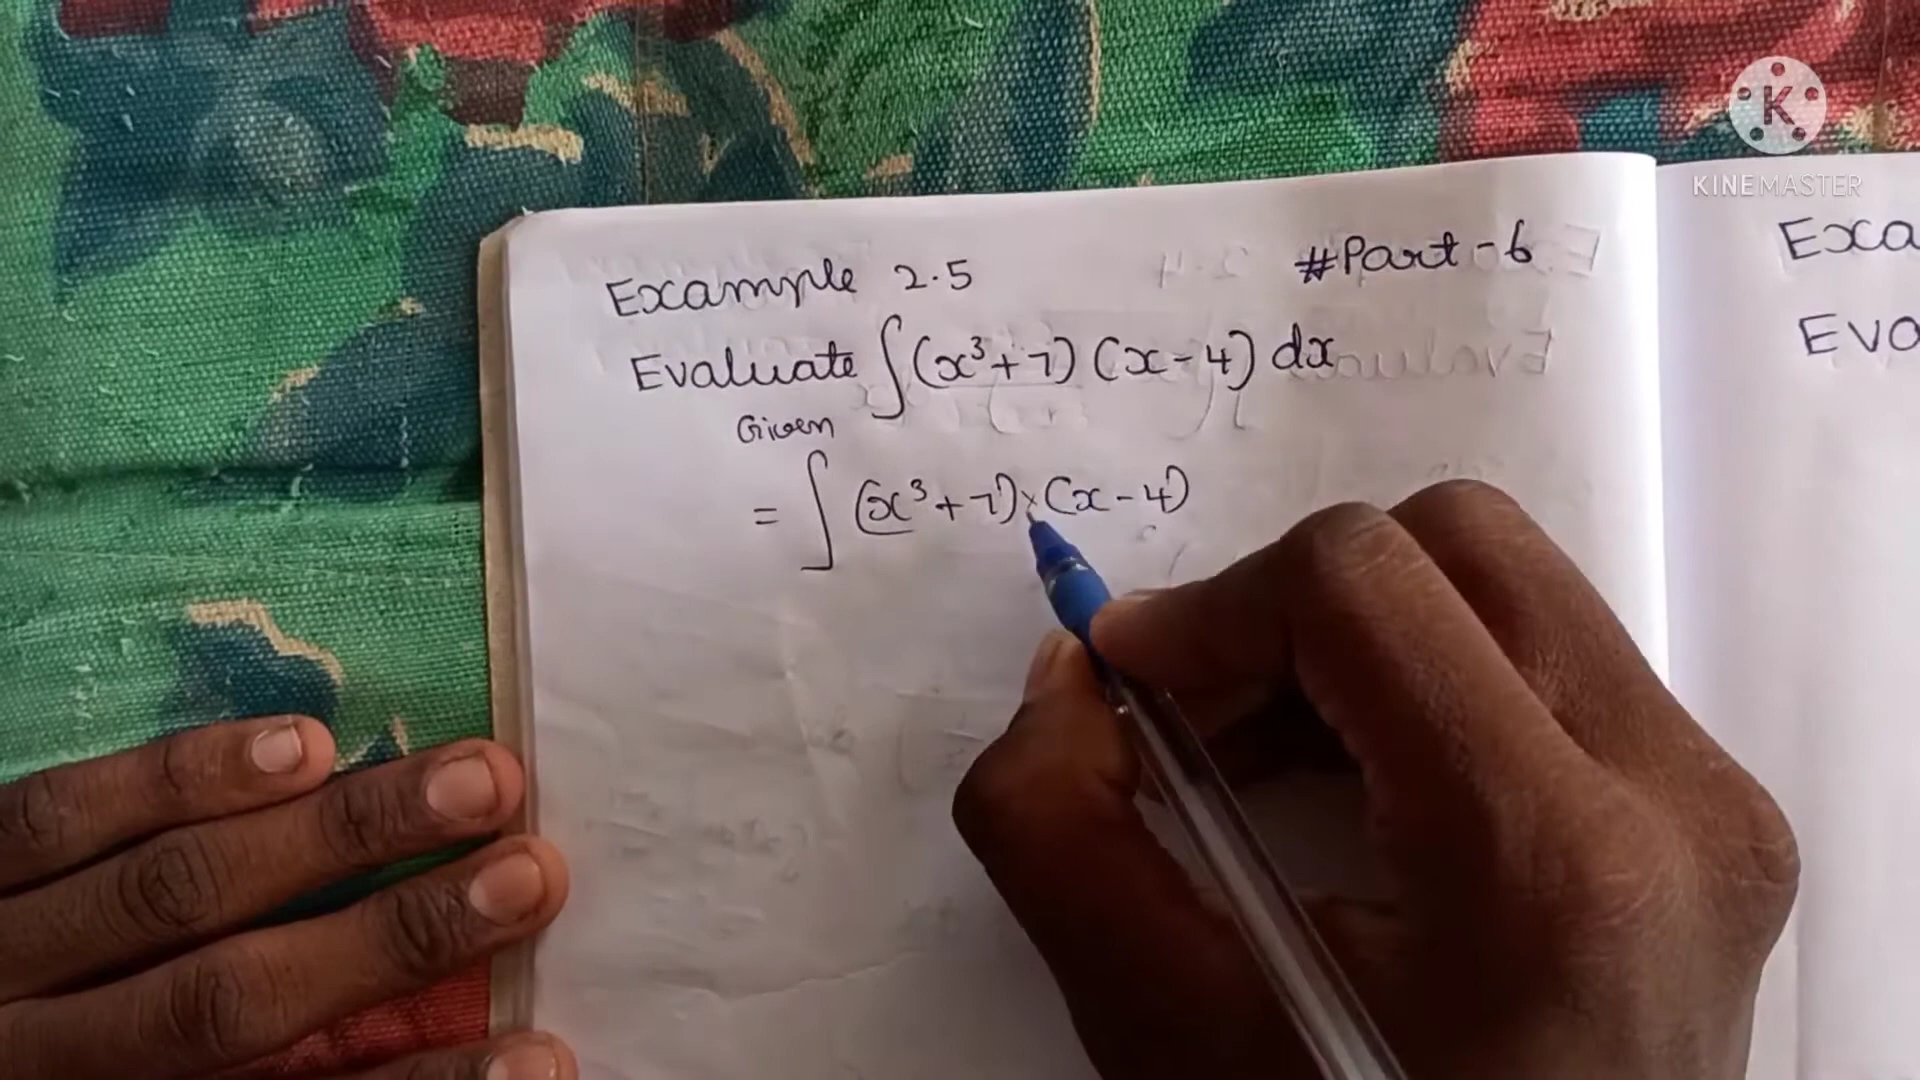 KINEMASTER
Example 2.5 #Part-6
Evaluate ∫(x³+7)(x-4) dx
Given
= ∫(x³+7)×(x-4)
Exa
Eva